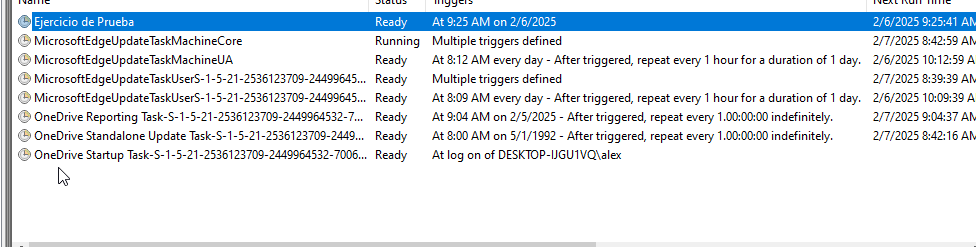 Name Status Triggers Next Run Time
Ejercicio de Prueba Ready At 9:25 AM on 2/6/2025 2/6/2025 9:25:41 AM
MicrosoftEdgeUpdateTaskMachineCore Running Multiple triggers defined 2/7/2025 8:42:59 AM
MicrosoftEdgeUpdateTaskMachineUA Ready At 8:12 AM every day - After triggered, repeat every 1 hour for a duration of 1 day. 2/6/2025 10:12:59 A
MicrosoftEdgeUpdateTaskUserS-1-5-21-2536123709-24499645... Ready Multiple triggers defined 2/7/2025 8:39:39 AM
MicrosoftEdgeUpdateTaskUserS-1-5-21-2536123709-24499645... Ready At 8:09 AM every day - After triggered, repeat every 1 hour for a duration of 1 day. 2/6/2025 10:09:39 A
OneDrive Reporting Task-S-1-5-21-2536123709-2449964532-7... Ready At 9:04 AM on 2/5/2025 - After triggered, repeat every 1.00:00:00 indefinitely. 2/7/2025 9:04:37 AM
OneDrive Standalone Update Task-S-1-5-21-2536123709-2449... Ready At 8:00 AM on 5/1/1992 - After triggered, repeat every 1.00:00:00 indefinitely. 2/7/2025 8:42:16 AM
OneDrive Startup Task-S-1-5-21-2536123709-2449964532-7006... Ready At log on of DESKTOP-IJGU1VQ\alex